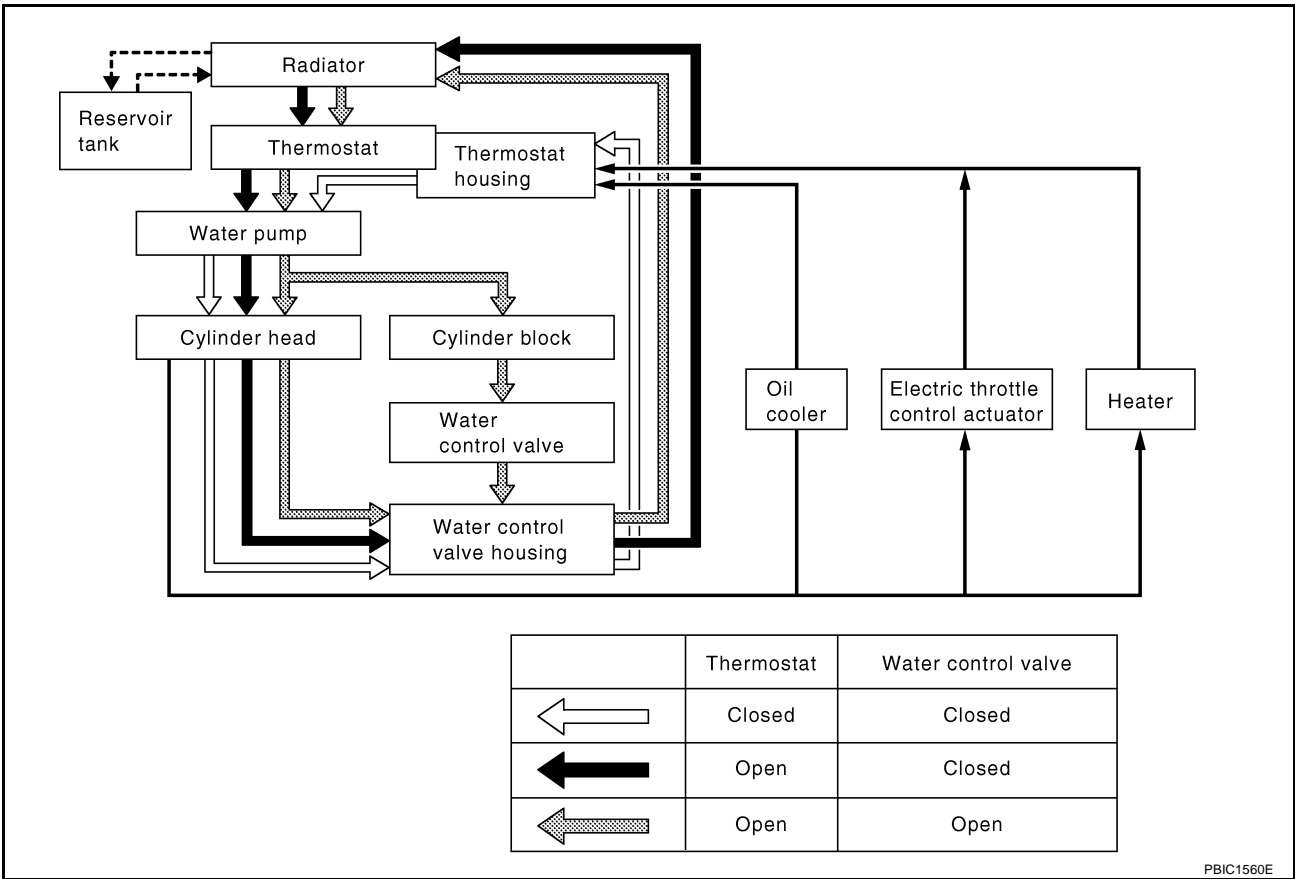 Radiator
Reservoir
tank
Thermostat
Thermostat
housing
Water pump
Cylinder head
Cylinder block
Oil
cooler
Electric throttle
control actuator
Heater
Water
control valve
Water control
valve housing
Thermostat Water control valve
Closed Closed
Open Closed
Open Open
PBIC1560E